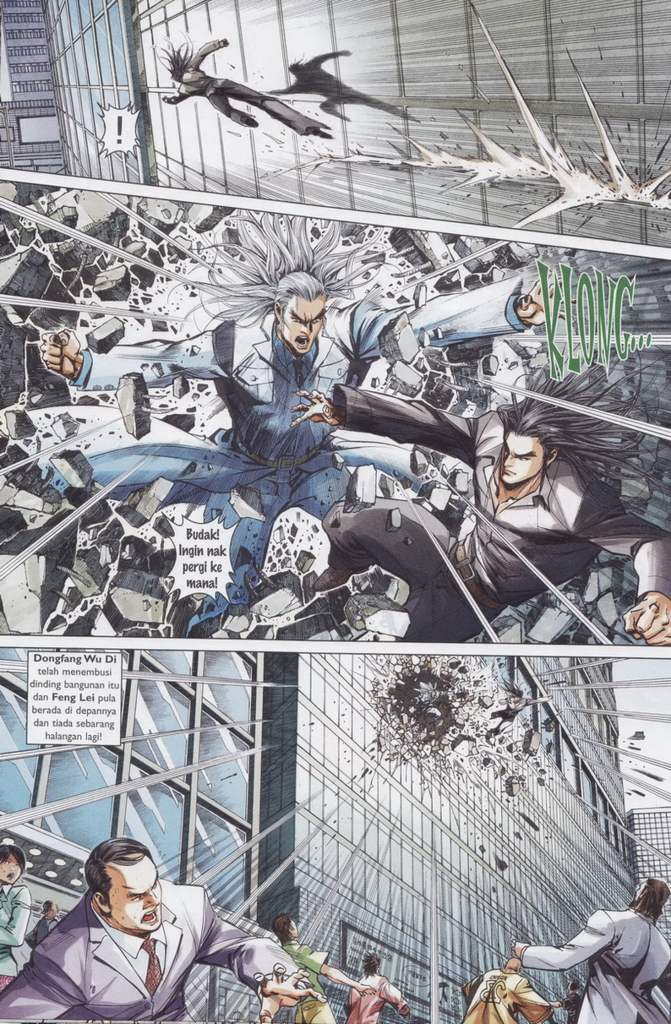 !
KLONG...
Budak!
Ingin nak
pergi ke
mana!
Dongfang Wu Di
telah menembusi
dinding bangunan itu
dan Feng Lei pula
berada di depannya
dan tiada sebarang
halangan lagi!